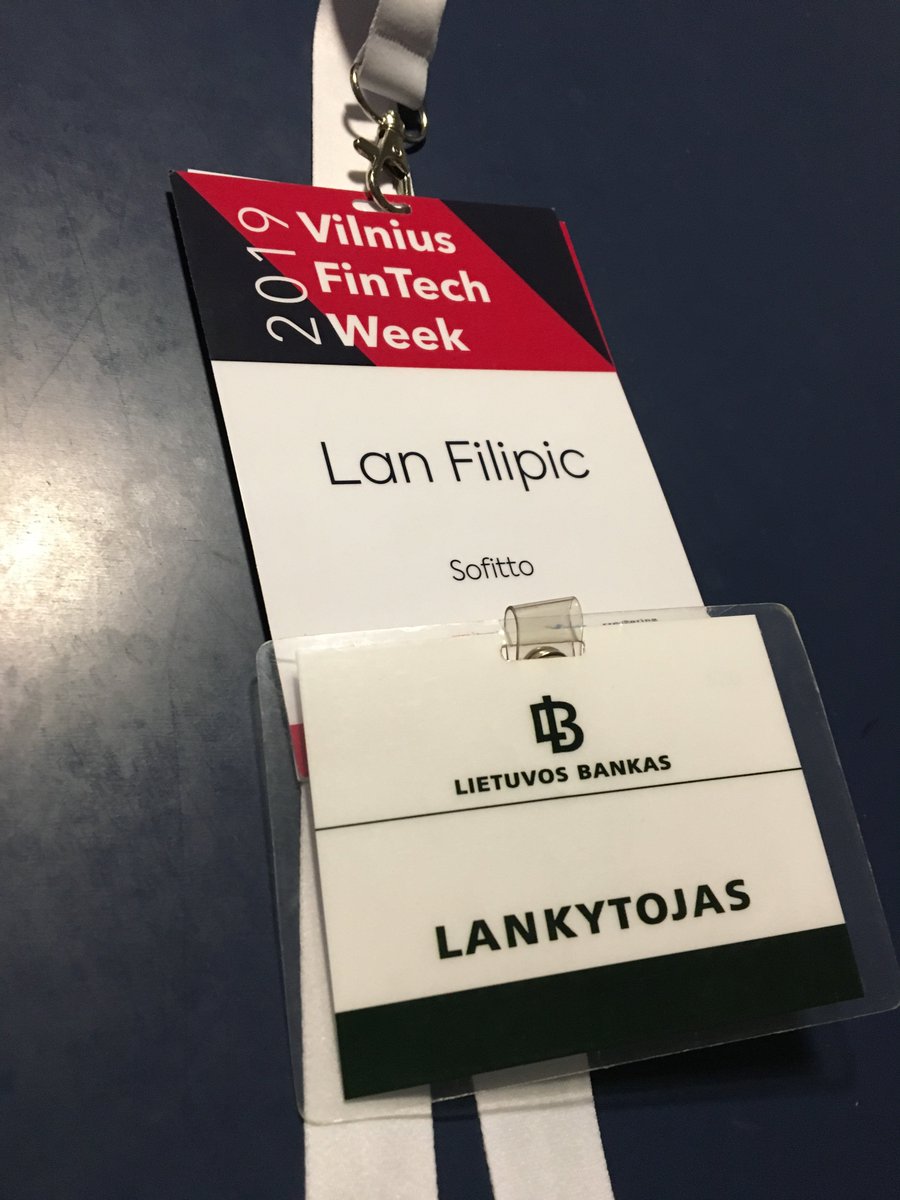 2019
Vilnius
FinTech
Week
Lan Filipic
Sofitto
LIETUVOS BANKAS
LANKYTOJAS